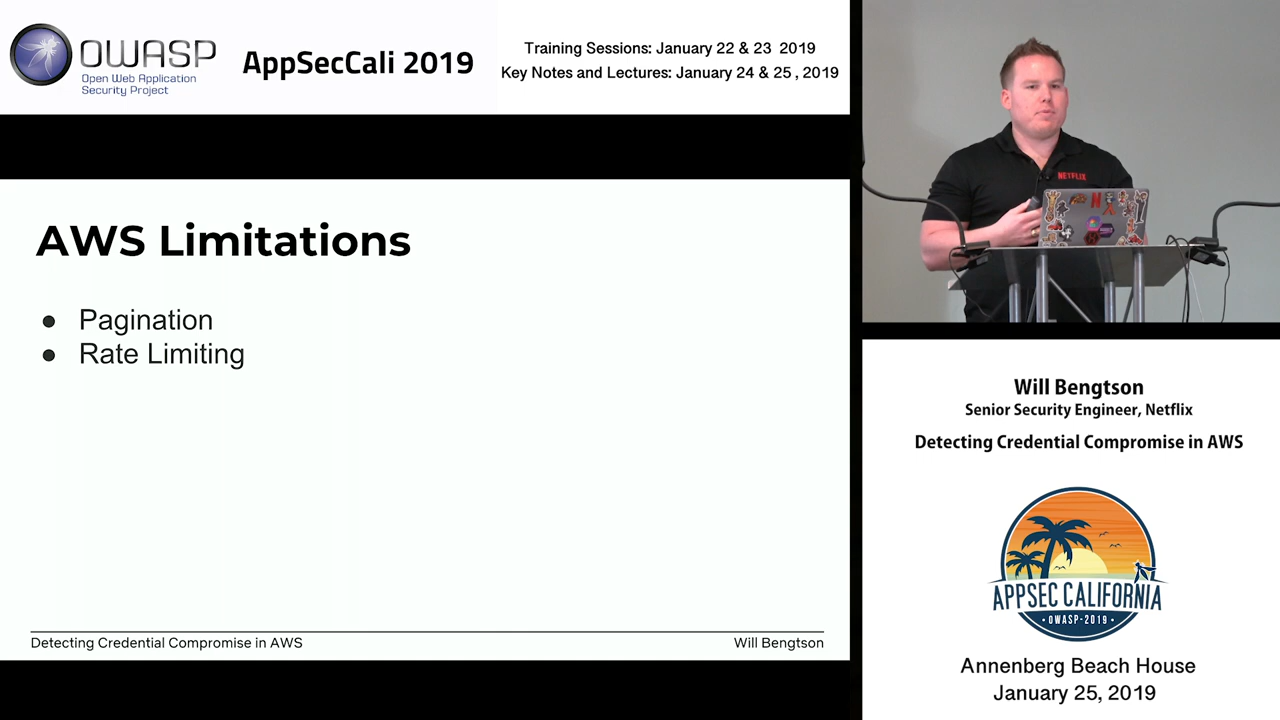 OWASP
Open Web Application
Security Project
AppSecCali 2019
Training Sessions: January 22 & 23 2019
Key Notes and Lectures: January 24 & 25 , 2019
AWS Limitations
● Pagination
● Rate Limiting
Detecting Credential Compromise in AWS
Will Bengtson
NETFLIX
Will Bengtson
Senior Security Engineer, Netflix
Detecting Credential Compromise in AWS
APPSEC CALIFORNIA
• OWASP-2019 •
Annenberg Beach House
January 25, 2019